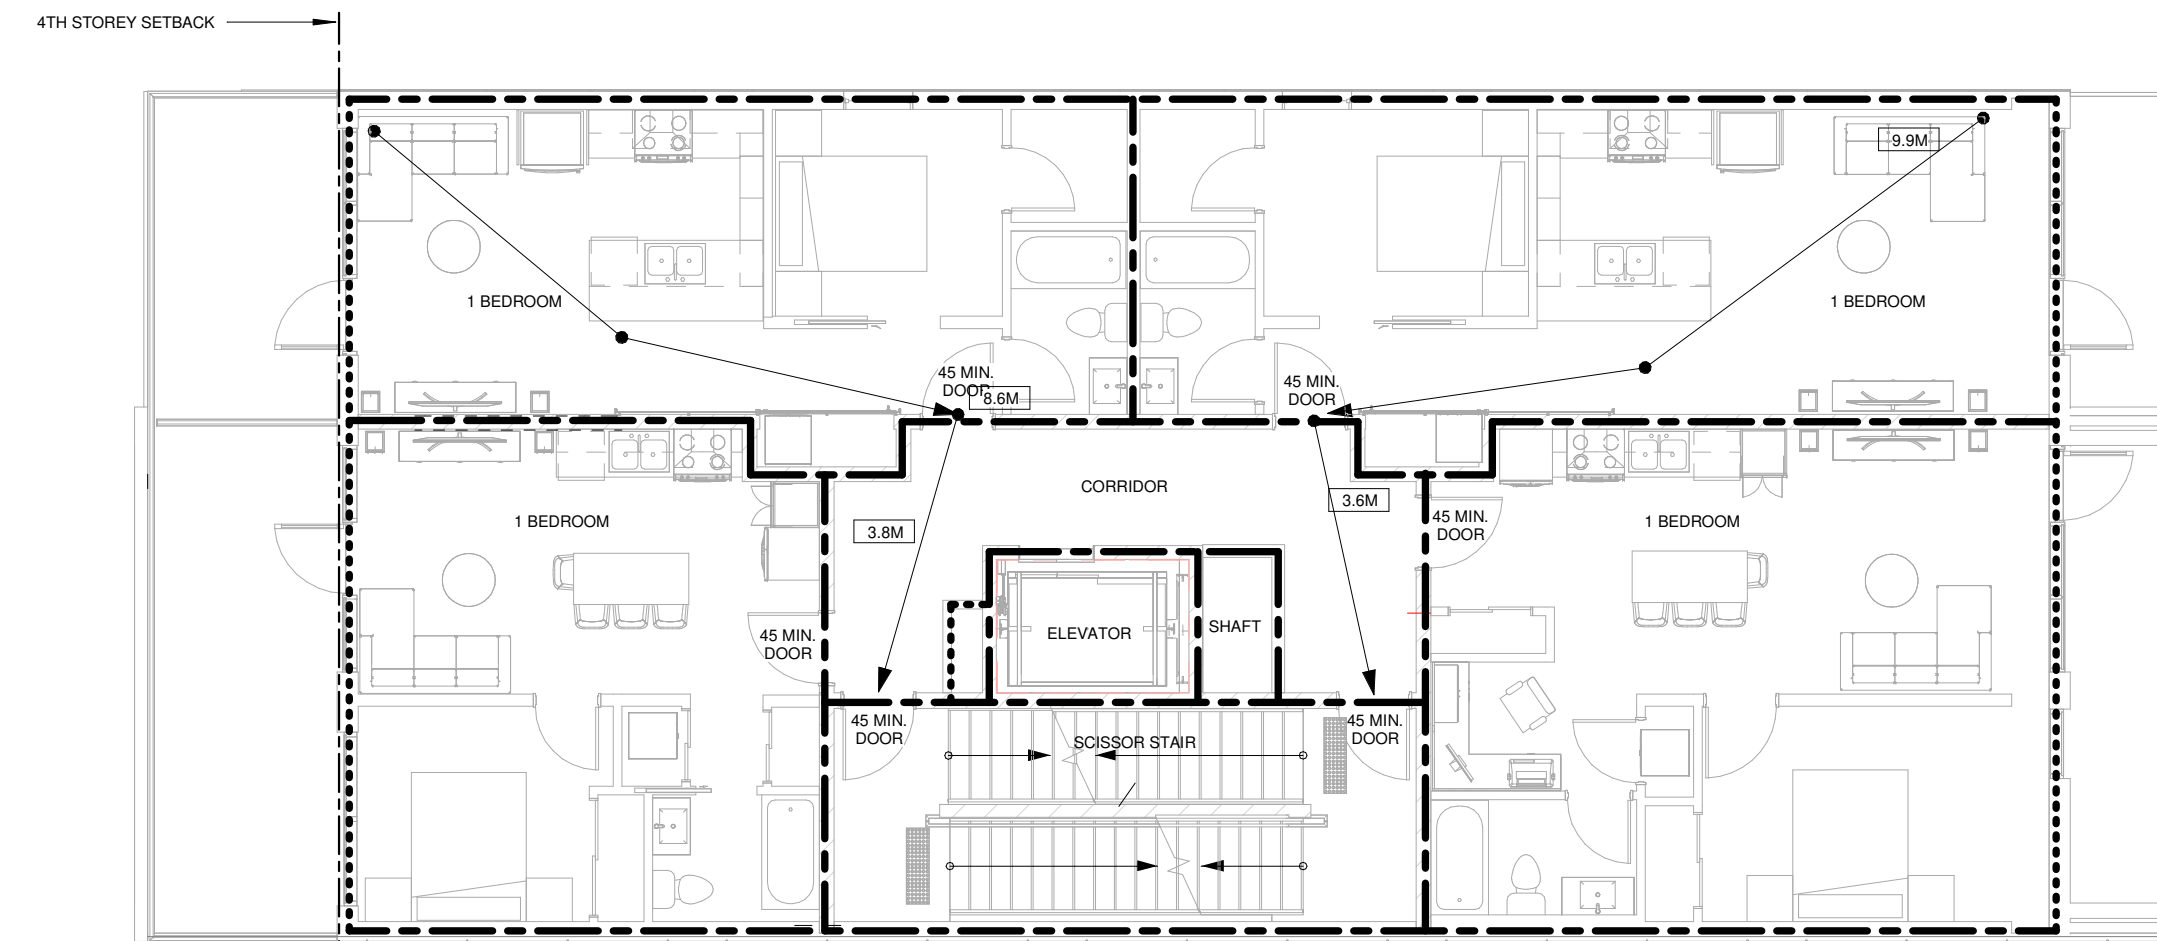 4TH STOREY SETBACK
9.9M
1 BEDROOM
1 BEDROOM
45 MIN.
DOOR
8.6M
45 MIN.
DOOR
CORRIDOR
3.6M
3.8M
1 BEDROOM
45 MIN.
DOOR
1 BEDROOM
45 MIN.
DOOR
ELEVATOR
SHAFT
45 MIN.
DOOR
SCISSOR STAIR
45 MIN.
DOOR